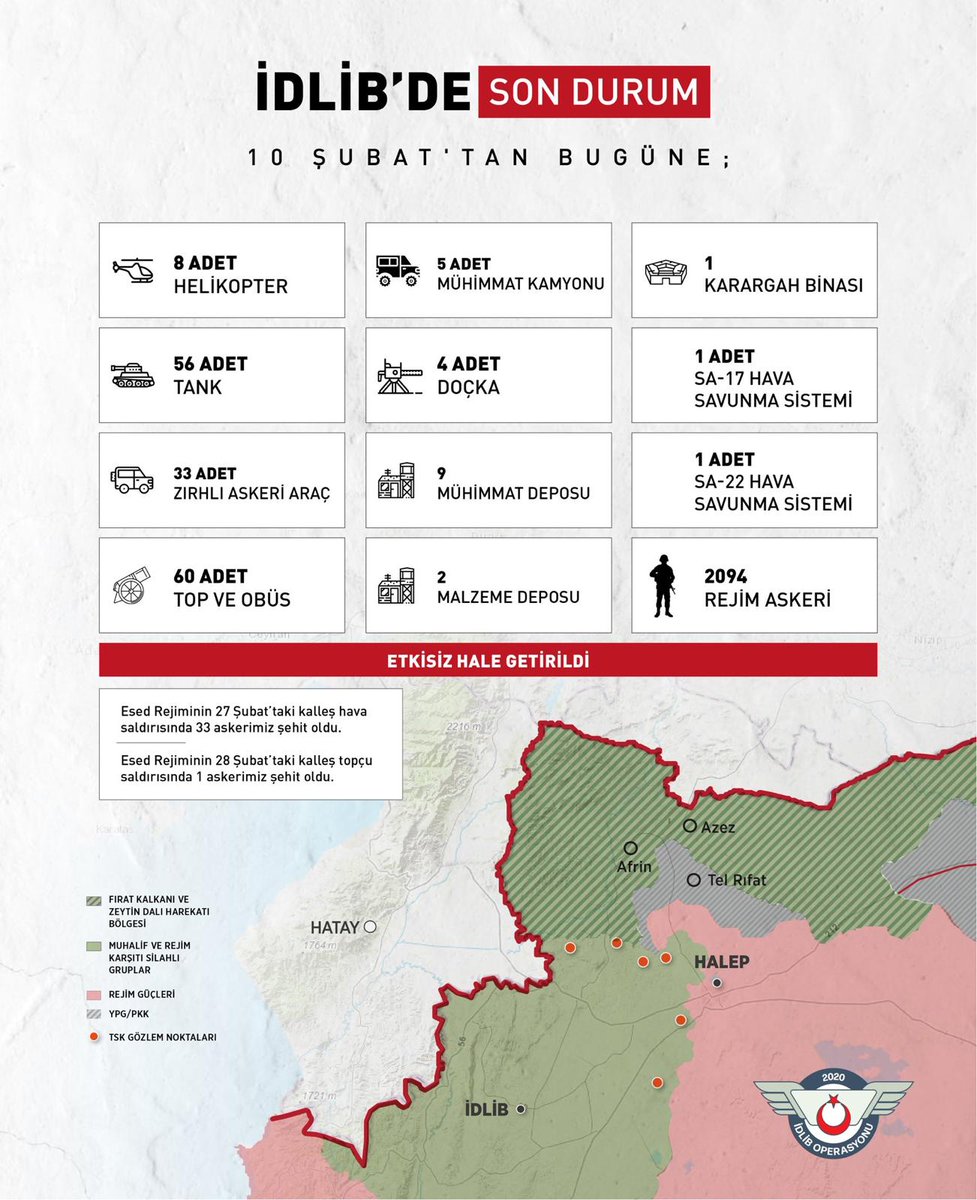 İDLİB'DE SON DURUM
10 ŞUBAT'TAN BUGÜNE;
8 ADET
HELİKOPTER
5 ADET
MÜHİMMAT KAMYONU
1
KARARGAH BİNASI
56 ADET
TANK
4 ADET
DOÇKA
1 ADET
SA-17 HAVA
SAVUNMA SİSTEMİ
33 ADET
ZIRHLI ASKERİ ARAÇ
9
MÜHİMMAT DEPOSU
1 ADET
SA-22 HAVA
SAVUNMA SİSTEMİ
60 ADET
TOP VE OBÜS
2
MALZEME DEPOSU
2094
REJİM ASKERİ
ETKİSİZ HALE GETİRİLDİ
Esed Rejiminin 27 Şubat'taki kalleş hava
saldırısında 33 askerimiz şehit oldu.
Esed Rejiminin 28 Şubat'taki kalleş topçu
saldırısında 1 askerimiz şehit oldu.
2216 m
Nizip
Karataş
Azez
Afrin
Tel Rıfat
HATAY
1764 m
FIRAT KALKANI VE
ZEYTİN DALI HAREKATI
BÖLGESİ
MUHALİF VE REJİM
KARŞITI SİLAHLI
GRUPLAR
REJİM GÜÇLERİ
YPG/PKK
TSK GÖZLEM NOKTALARI
HALEP
56
1721 m
İDLİB
2020
İDLİB OPERASYONU